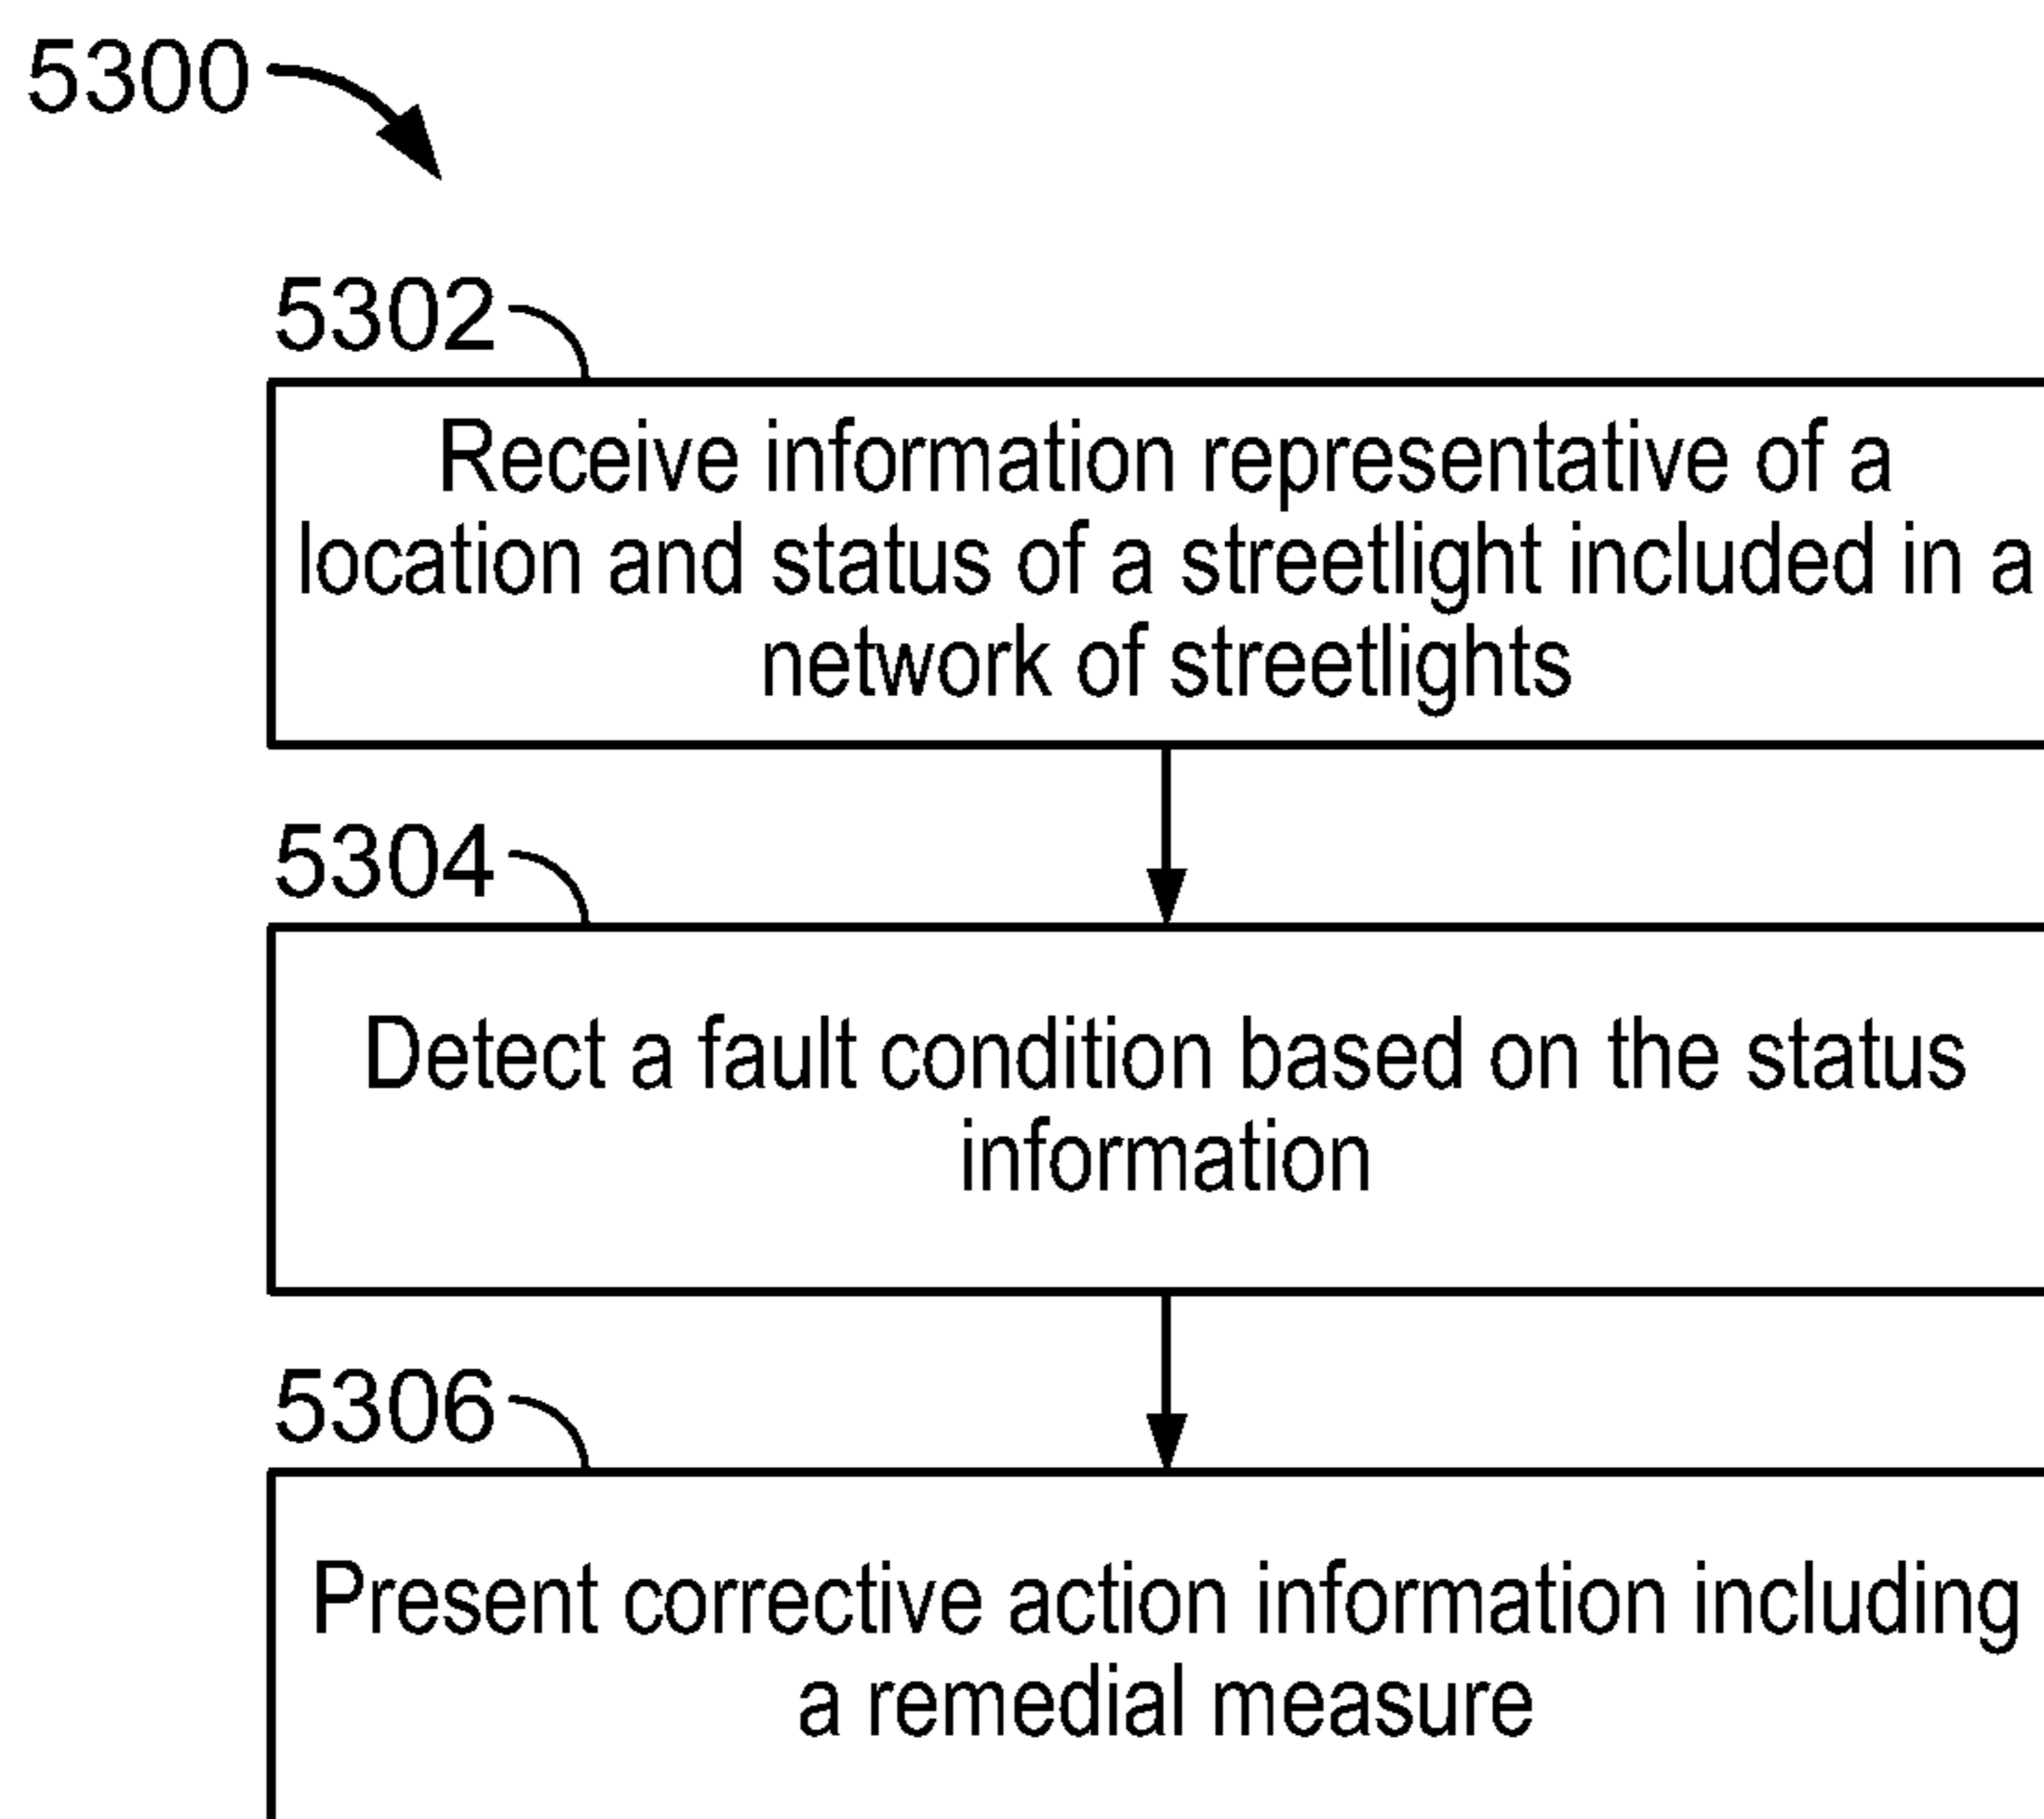 5300
5302
Receive information representative of a
location and status of a streetlight included in a
network of streetlights
5304
Detect a fault condition based on the status
information
5306
Present corrective action information including
a remedial measure